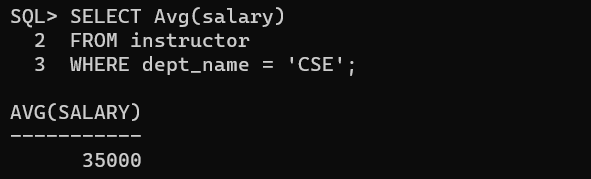 SQL> SELECT Avg(salary)
  2  FROM instructor
  3  WHERE dept_name = 'CSE';

AVG(SALARY)
-----------
      35000